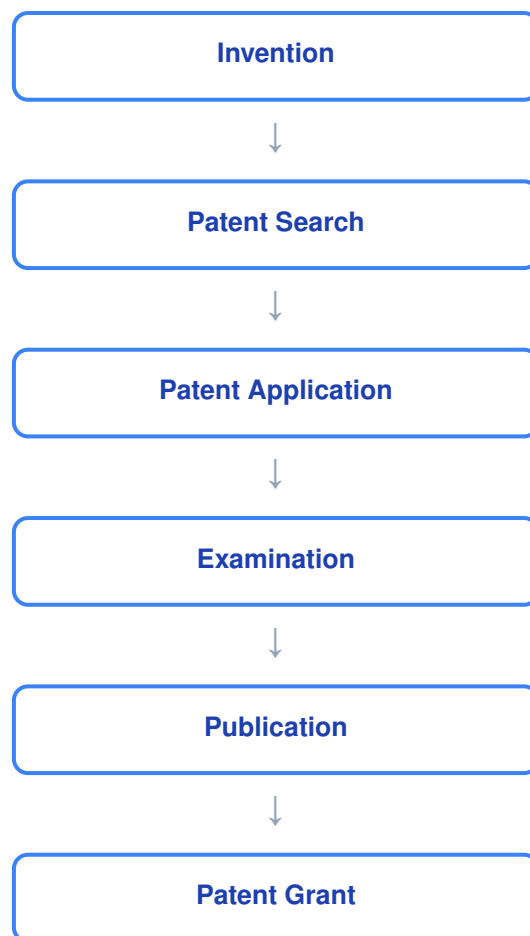 Invention
↓
Patent Search
↓
Patent Application
↓
Examination
↓
Publication
↓
Patent Grant